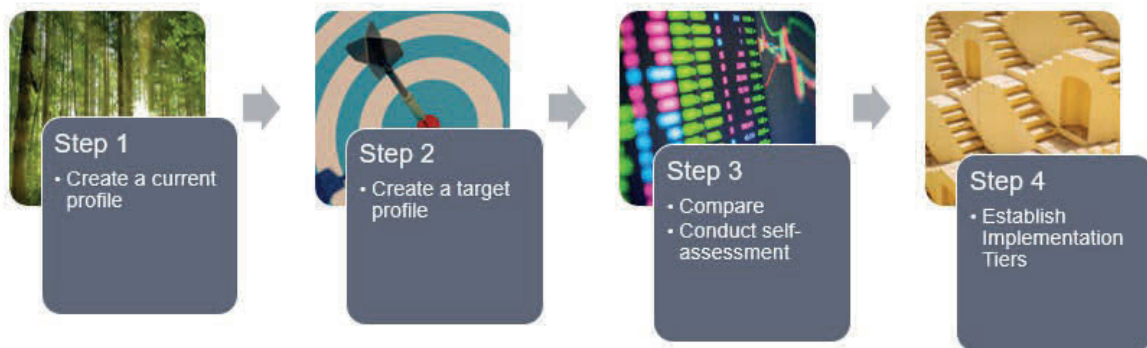 Step 1
• Create a current
profile
Step 2
• Create a target
profile
Step 3
• Compare
• Conduct self-
assessment
Step 4
• Establish
Implementation
Tiers